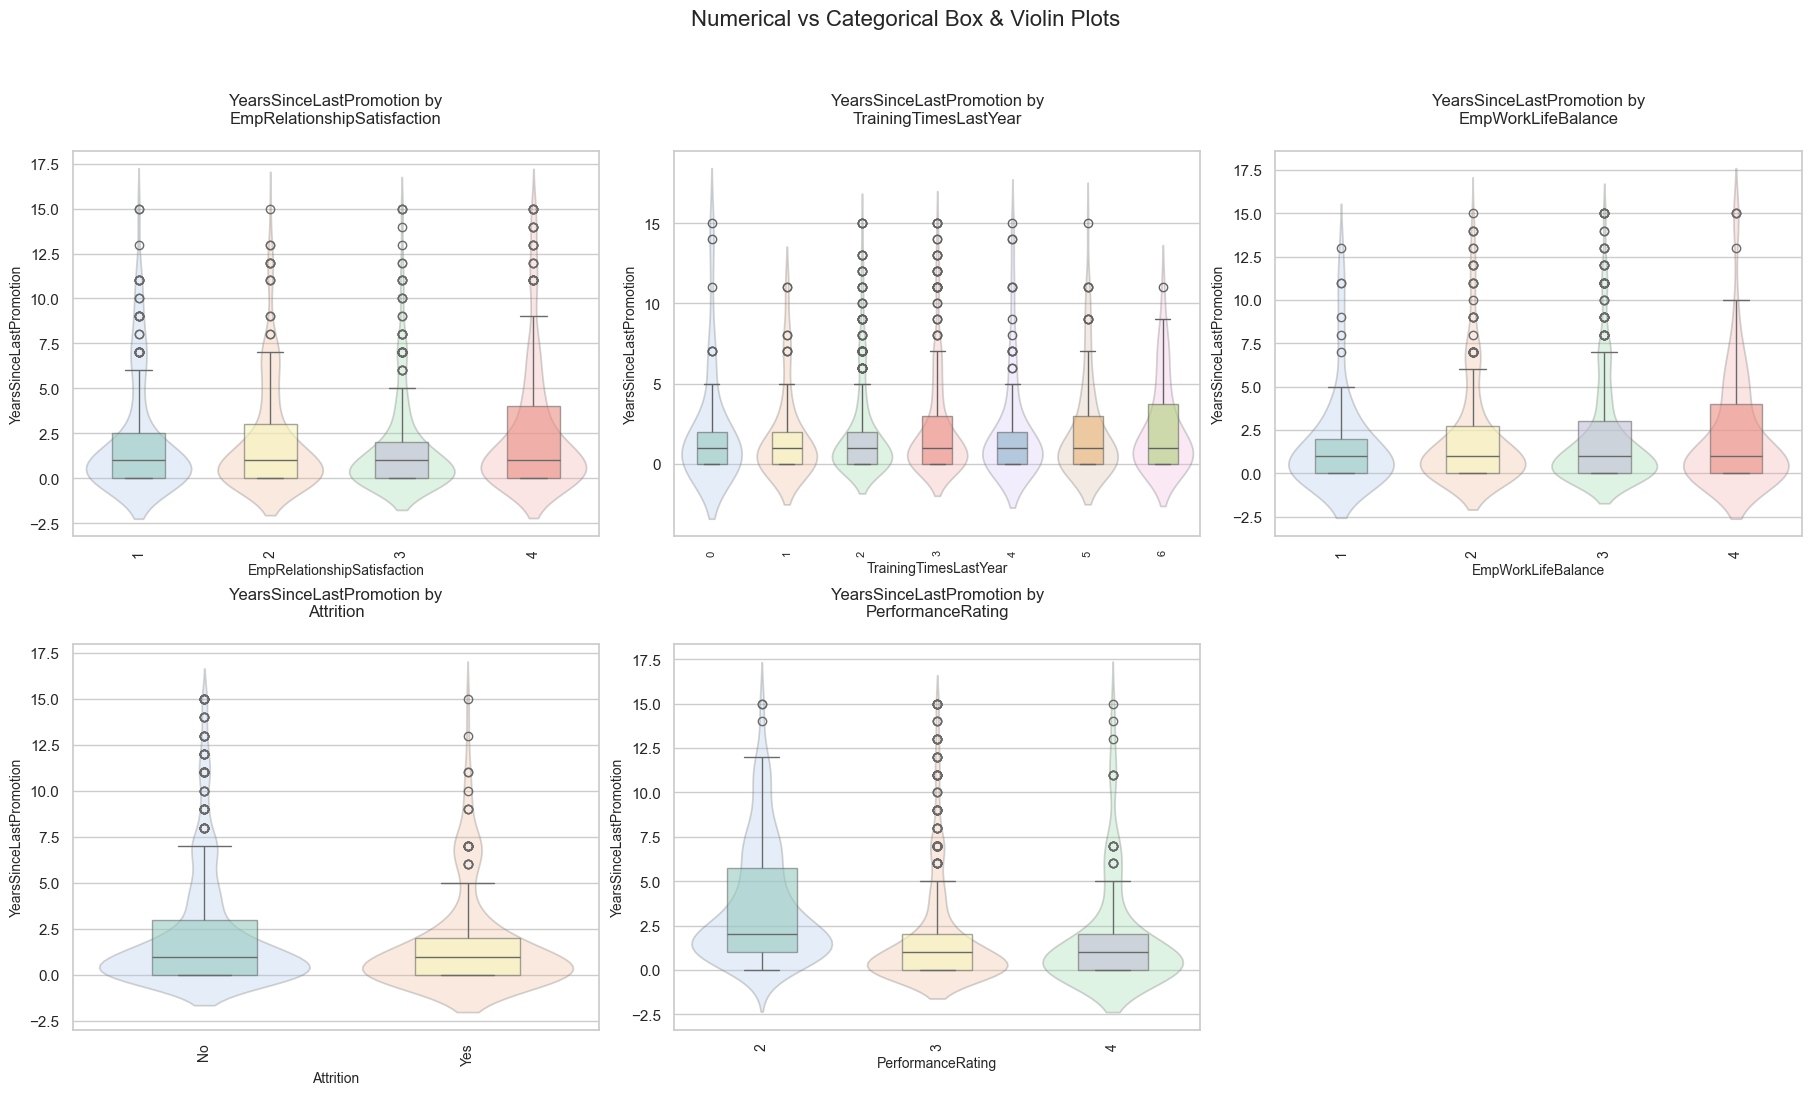 Numerical vs Categorical Box & Violin Plots
YearsSinceLastPromotion by
EmpRelationshipSatisfaction
17.5
15.0
12.5
10.0
7.5
5.0
2.5
0.0
−2.5
YearsSinceLastPromotion
1
2
3
4
EmpRelationshipSatisfaction
YearsSinceLastPromotion by
TrainingTimesLastYear
15
10
5
0
YearsSinceLastPromotion
0
1
2
3
4
5
6
TrainingTimesLastYear
YearsSinceLastPromotion by
EmpWorkLifeBalance
17.5
15.0
12.5
10.0
7.5
5.0
2.5
0.0
−2.5
YearsSinceLastPromotion
1
2
3
4
EmpWorkLifeBalance
YearsSinceLastPromotion by
Attrition
17.5
15.0
12.5
10.0
7.5
5.0
2.5
0.0
−2.5
YearsSinceLastPromotion
No
Yes
Attrition
YearsSinceLastPromotion by
PerformanceRating
17.5
15.0
12.5
10.0
7.5
5.0
2.5
0.0
−2.5
YearsSinceLastPromotion
2
3
4
PerformanceRating